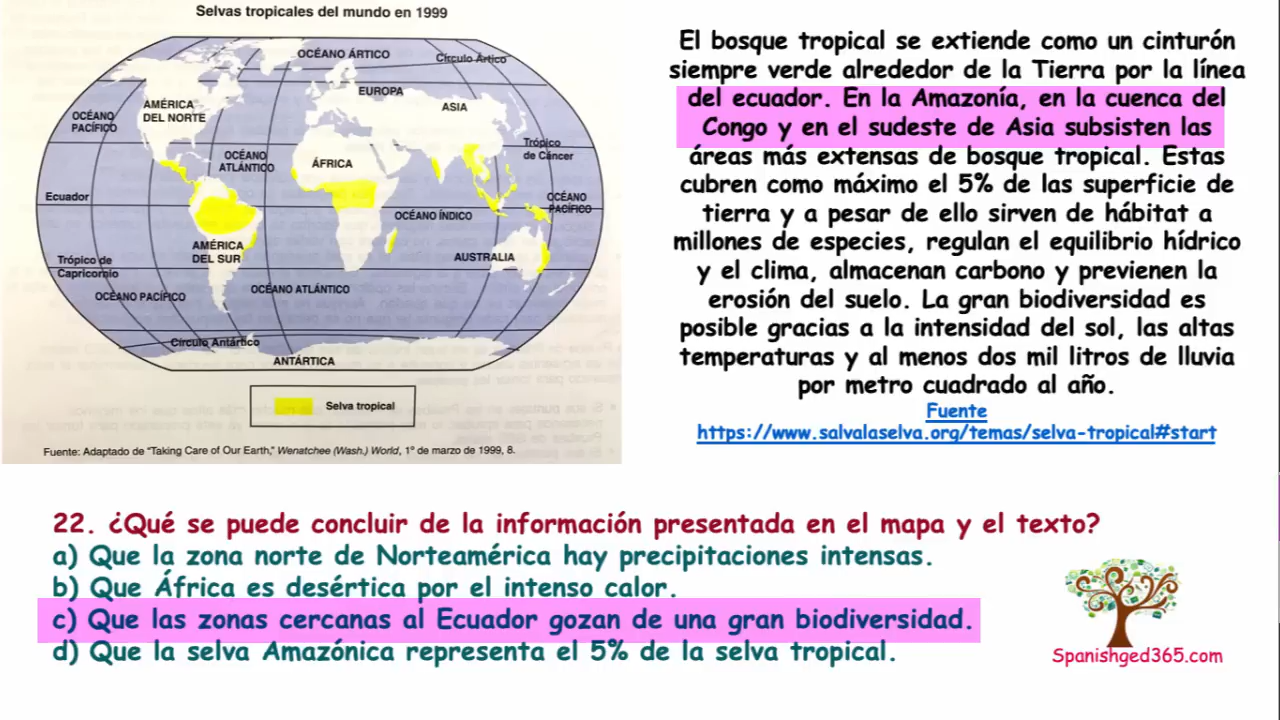 Selvas tropicales del mundo en 1999
OCÉANO ÁRTICO
Círculo Ártico
EUROPA
ASIA
AMÉRICA
DEL NORTE
OCÉANO
PACÍFICO
OCÉANO
ATLÁNTICO
ÁFRICA
Trópico
de Cáncer
Ecuador
OCÉANO
PACÍFICO
OCÉANO ÍNDICO
AMÉRICA
DEL SUR
AUSTRALIA
Trópico de
Capricornio
OCÉANO ATLÁNTICO
OCÉANO PACÍFICO
Círculo Antártico
ANTÁRTICA
Selva tropical
Fuente: Adaptado de “Taking Care of Our Earth,” Wenatchee (Wash.) World, 1º de marzo de 1999, 8.
El bosque tropical se extiende como un cinturón
siempre verde alrededor de la Tierra por la línea
del ecuador. En la Amazonía, en la cuenca del
Congo y en el sudeste de Asia subsisten las
áreas más extensas de bosque tropical. Estas
cubren como máximo el 5% de las superficie de
tierra y a pesar de ello sirven de hábitat a
millones de especies, regulan el equilibrio hídrico
y el clima, almacenan carbono y previenen la
erosión del suelo. La gran biodiversidad es
posible gracias a la intensidad del sol, las altas
temperaturas y al menos dos mil litros de lluvia
por metro cuadrado al año.
Fuente
https://www.salvalaselva.org/temas/selva-tropical#start
22. ¿Qué se puede concluir de la información presentada en el mapa y el texto?
a) Que la zona norte de Norteamérica hay precipitaciones intensas.
b) Que África es desértica por el intenso calor.
c) Que las zonas cercanas al Ecuador gozan de una gran biodiversidad.
d) Que la selva Amazónica representa el 5% de la selva tropical.
Spanishged365.com